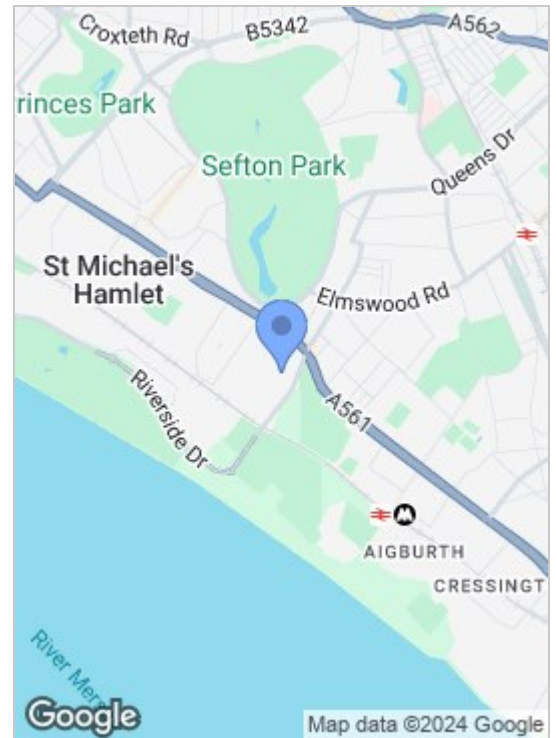 Croxteth Rd
B5342
A562
rinces Park
Sefton Park
Queens Dr
St Michael's
Hamlet
Elmswood Rd
Riverside Dr
A561
AIGBURTH
CRESSINGT
River Mers
Google
Map data ©2024 Google